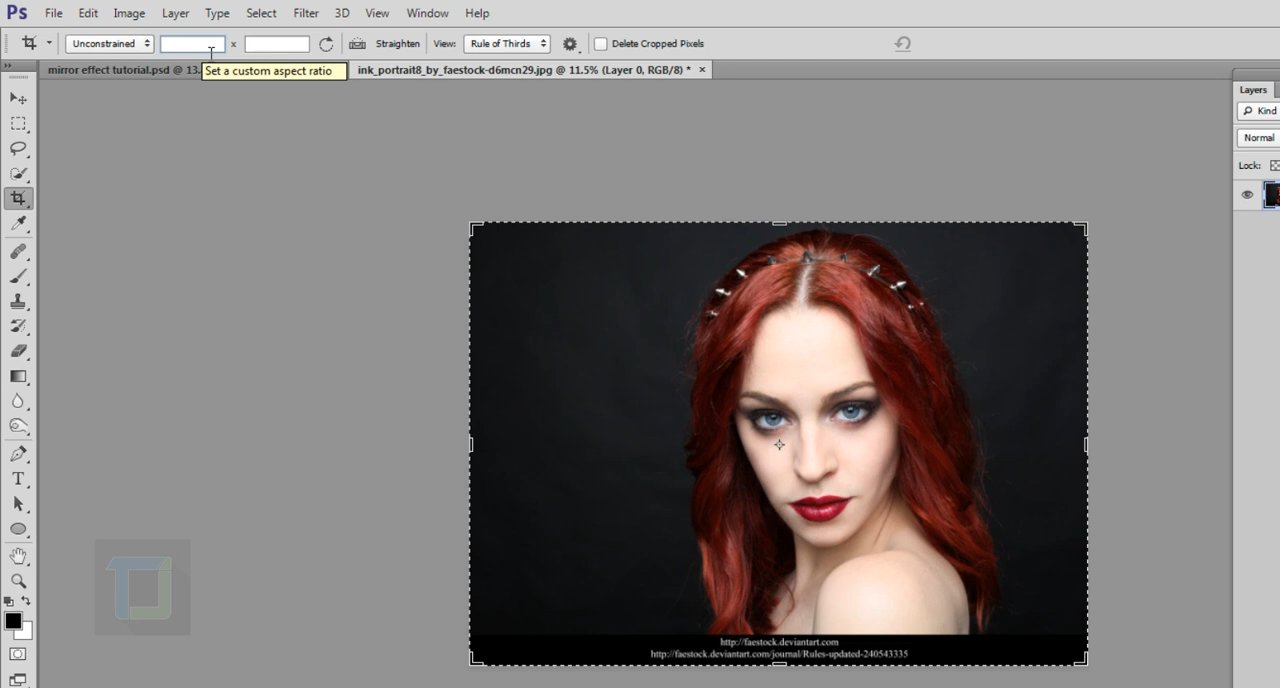 Ps File Edit Image Layer Type Select Filter 3D View Window Help
Unconstrained x Straighten View: Rule of Thirds Delete Cropped Pixels
mirror effect tutorial.psd @ 13. ink_portrait8_by_faestock-d6mcn29.jpg @ 11.5% (Layer 0, RGB/8) * ×
Set a custom aspect ratio
Layers
Kind
Normal
Lock:
T
TJ
http://faestock.deviantart.com
http://faestock.deviantart.com/journal/Rules-updated-240543335